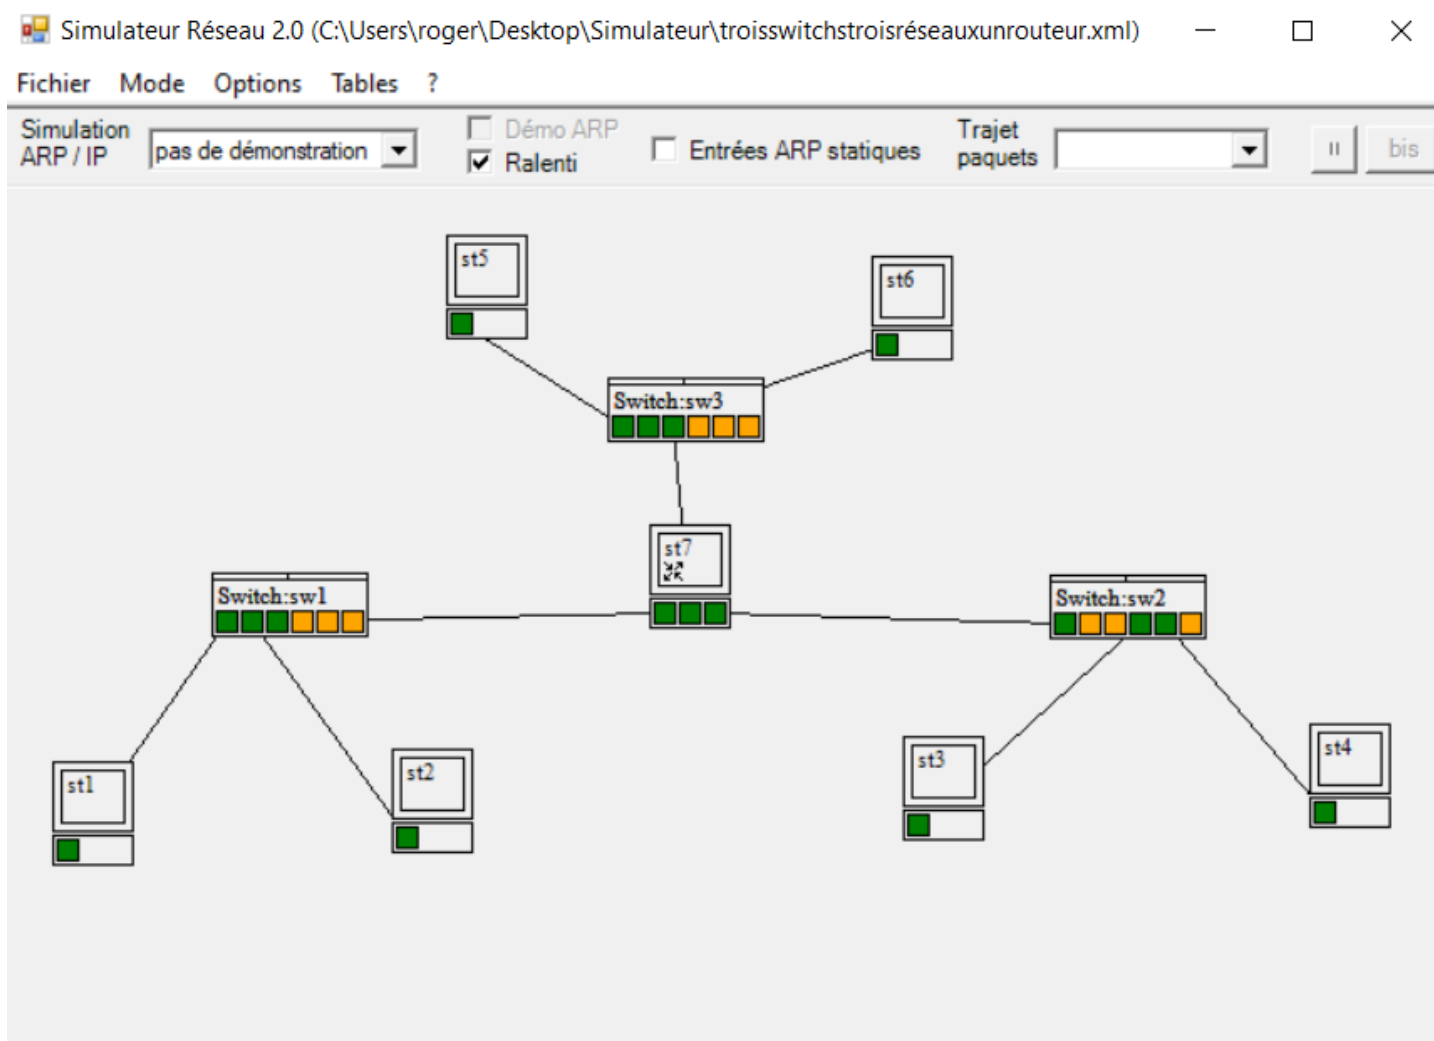 Simulateur Réseau 2.0 (C:\Users\roger\Desktop\Simulateur\troisswitchstroisréseauxunrouteur.xml)
Fichier Mode Options Tables ?
Simulation
ARP / IP
pas de démonstration
Démo ARP
Ralenti
Entrées ARP statiques
Trajet
paquets
bis
st5
st6
Switch:sw3
st7
Switch:sw1
Switch:sw2
st1
st2
st3
st4